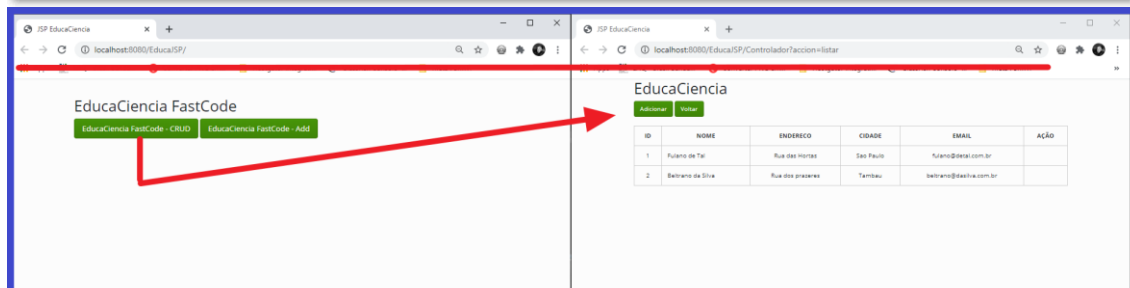 JSP EducaCiencia
localhost:8080/EducaJSP/
EducaCiencia FastCode
EducaCiencia FastCode - CRUD EducaCiencia FastCode - Add
JSP EducaCiencia
localhost:8080/EducaJSP/Controlador?accion=listar
EducaCiencia
Adicionar Voltar
ID NOME ENDERECO CIDADE EMAIL AÇÃO
1 Fulano de Tal Rua das Hortas Sao Paulo fulano@detal.com.br
2 Beltrano da Silva Rua dos prazeres Tambau beltrano@dasilva.com.br